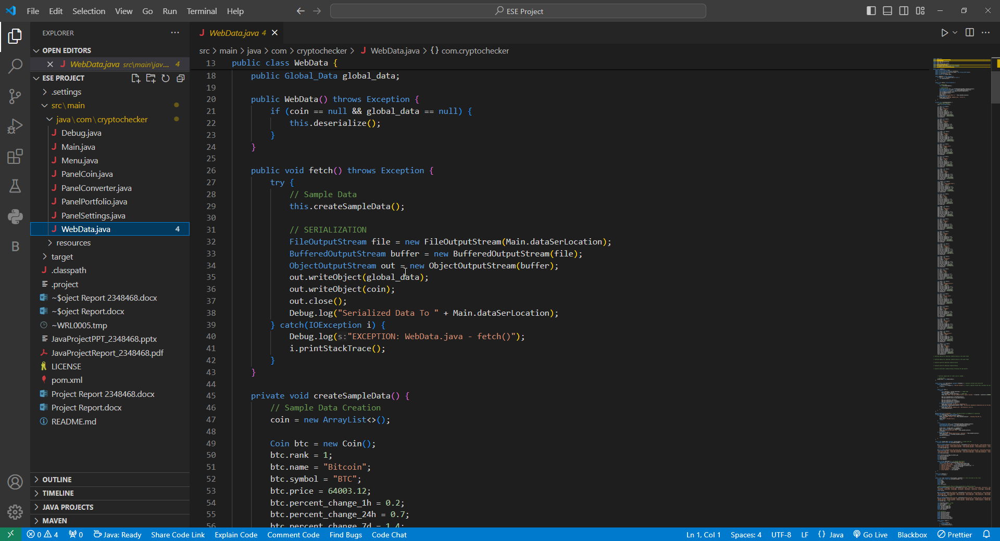 File Edit Selection View Go Run Terminal Help
ESE Project
EXPLORER
OPEN EDITORS
WebData.java src\main\jav... 4
ESE PROJECT
.settings
src\main
java\com\cryptochecker
Debug.java
Main.java
Menu.java
PanelCoin.java
PanelConverter.java
PanelPortfolio.java
PanelSettings.java
WebData.java 4
resources
target
.classpath
.project
~$oject Report 2348468.docx
~$oject Report.docx
~WRL0005.tmp
JavaProjectPPT_2348468.pptx
JavaProjectReport_2348468.pdf
LICENSE
pom.xml
Project Report 2348468.docx
Project Report.docx
README.md
OUTLINE
TIMELINE
JAVA PROJECTS
MAVEN
WebData.java 4
src > main > java > com > cryptochecker > WebData.java > {} com.cryptochecker
13 public class WebData {
18 public Global_Data global_data;
19
20 public WebData() throws Exception {
21 if (coin == null && global_data == null) {
22 this.deserialize();
23 }
24 }
25
26 public void fetch() throws Exception {
27 try {
28 // Sample Data
29 this.createSampleData();
30
31 // SERIALIZATION
32 FileOutputStream file = new FileOutputStream(Main.dataSerLocation);
33 BufferedOutputStream buffer = new BufferedOutputStream(file);
34 ObjectOutputStream out = new ObjectOutputStream(buffer);
35 out.writeObject(global_data);
36 out.writeObject(coin);
37 out.close();
38 Debug.log("Serialized Data To " + Main.dataSerLocation);
39 } catch(IOException i) {
40 Debug.log(s:"EXCEPTION: WebData.java - fetch()");
41 i.printStackTrace();
42 }
43 }
44
45 private void createSampleData() {
46 // Sample Data Creation
47 coin = new ArrayList<>();
48
49 Coin btc = new Coin();
50 btc.rank = 1;
51 btc.name = "Bitcoin";
52 btc.symbol = "BTC";
53 btc.price = 64003.12;
54 btc.percent_change_1h = 0.2;
55 btc.percent_change_24h = 0.7;
56 btc.percent_change_7d = 1.4;
0 4 0 Java: Ready Share Code Link Explain Code Comment Code Find Bugs Code Chat
Ln 1, Col 1 Spaces: 4 UTF-8 LF {} Java Go Live Blackbox Prettier